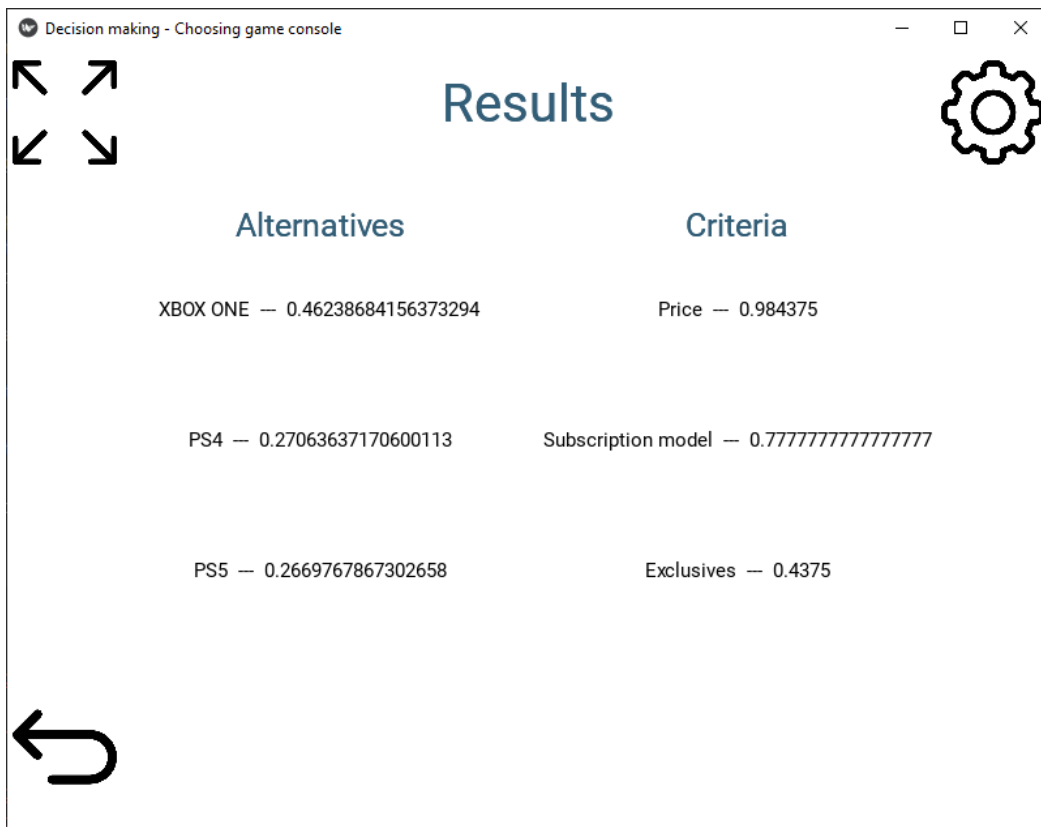 Decision making - Choosing game console
Results
Alternatives
Criteria
XBOX ONE --- 0.46238684156373294
Price --- 0.984375
PS4 --- 0.27063637170600113
Subscription model --- 0.7777777777777777
PS5 --- 0.2669767867302658
Exclusives --- 0.4375